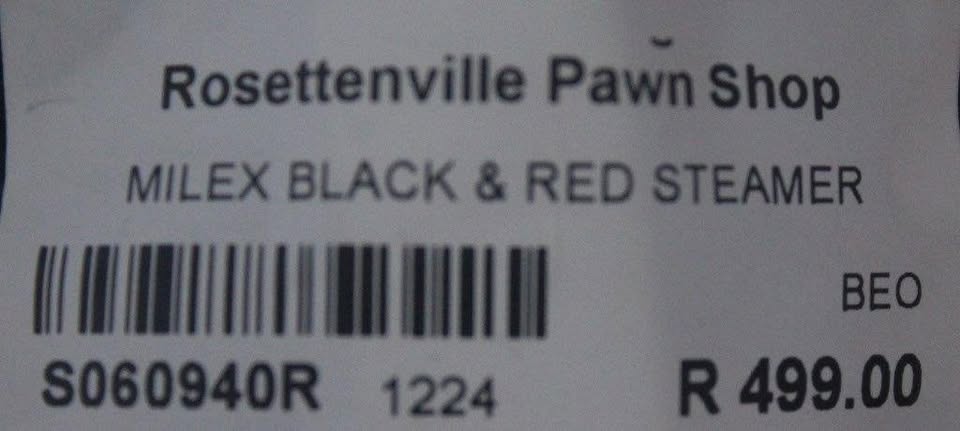 Rosettenville Pawn Shop
MILEX BLACK & RED STEAMER
BEO
S060940R 1224 R 499.00